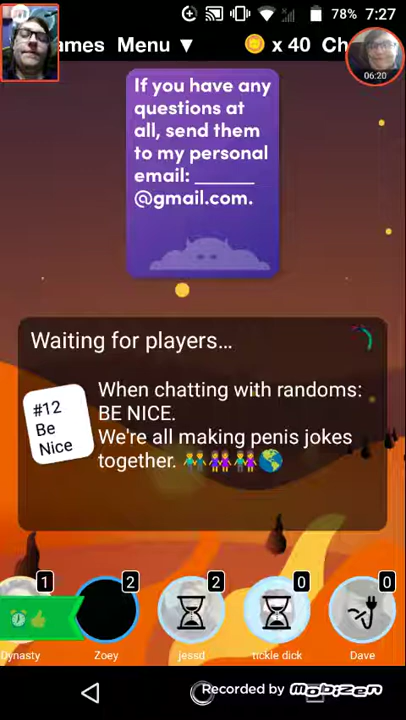 78% 7:27
ames Menu ▼ x 40 Ch
06:20
If you have any
questions at
all, send them
to my personal
email: ______
@gmail.com.
Waiting for players...
#12
Be
Nice
When chatting with randoms:
BE NICE.
We're all making penis jokes
together. 👬👭👫🌎
1 2 2 0 0
Dynasty Zoey jessd tickle dick Dave
Recorded by MOBIZEN